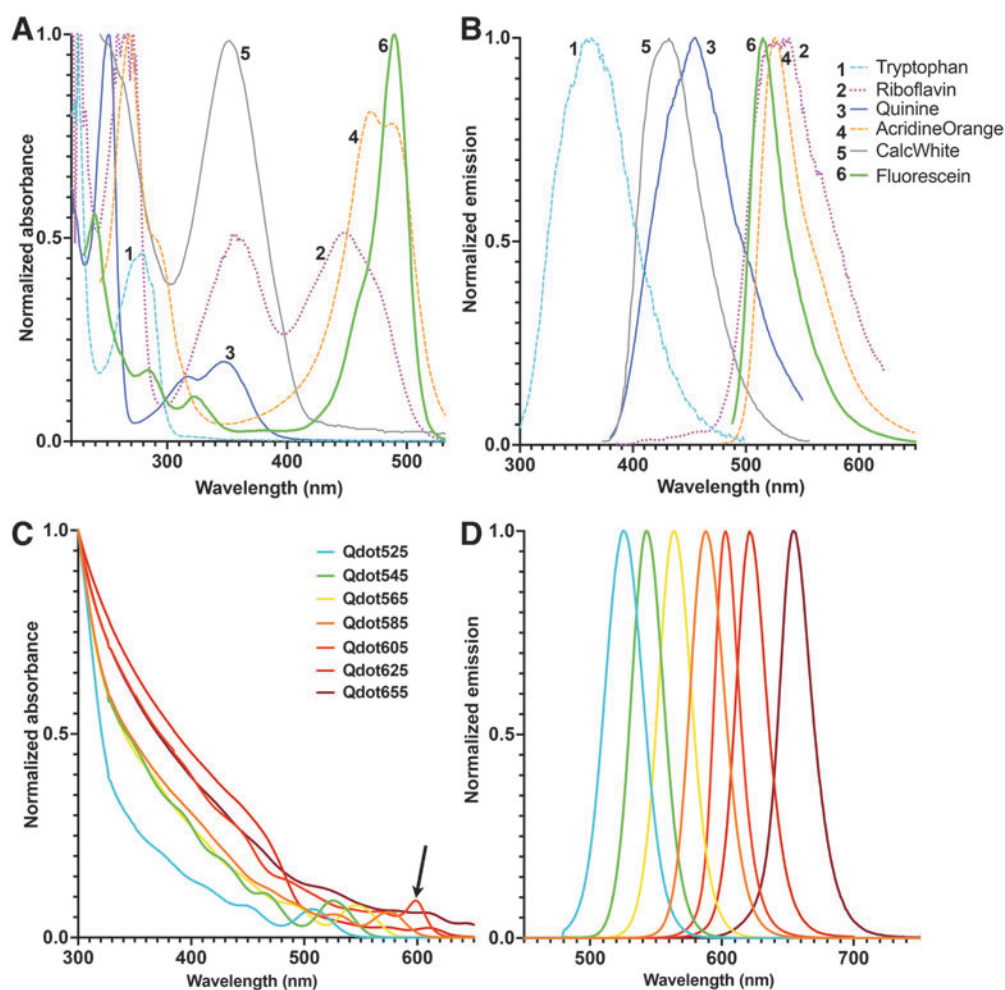 A
1.0
0.5
0.0
Normalized absorbance
300
400
500
Wavelength (nm)
1
2
3
4
5
6
B
1.0
0.5
0.0
Normalized emission
300
400
500
600
Wavelength (nm)
1
5
3
6
4
2
1 Tryptophan
2 Riboflavin
3 Quinine
4 AcridineOrange
5 CalcWhite
6 Fluorescein
C
1.0
0.5
0.0
Normalized absorbance
300
400
500
600
Wavelength (nm)
Qdot525
Qdot545
Qdot565
Qdot585
Qdot605
Qdot625
Qdot655
D
1.0
0.5
0.0
Normalized emission
500
600
700
Wavelength (nm)